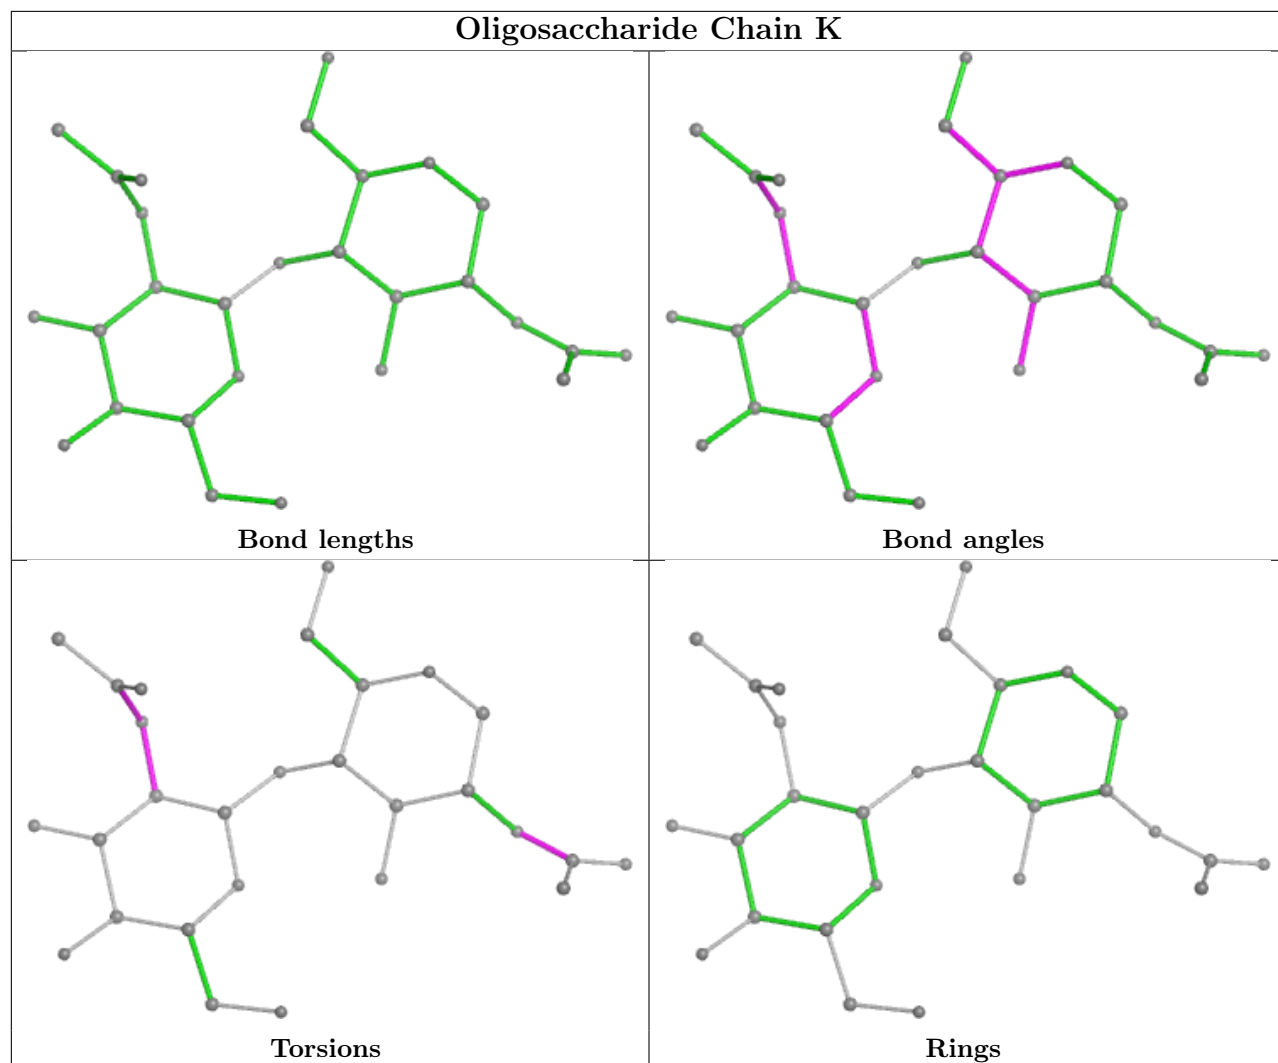 Oligosaccharide Chain K
Bond lengths
Bond angles
Torsions
Rings